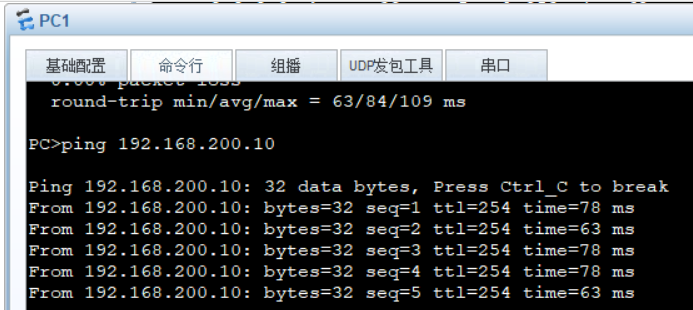 PC1
基础配置 命令行 组播 UDP发包工具 串口
0.00% packet loss
round-trip min/avg/max = 63/84/109 ms
PC>ping 192.168.200.10
Ping 192.168.200.10: 32 data bytes, Press Ctrl_C to break
From 192.168.200.10: bytes=32 seq=1 ttl=254 time=78 ms
From 192.168.200.10: bytes=32 seq=2 ttl=254 time=63 ms
From 192.168.200.10: bytes=32 seq=3 ttl=254 time=78 ms
From 192.168.200.10: bytes=32 seq=4 ttl=254 time=78 ms
From 192.168.200.10: bytes=32 seq=5 ttl=254 time=63 ms